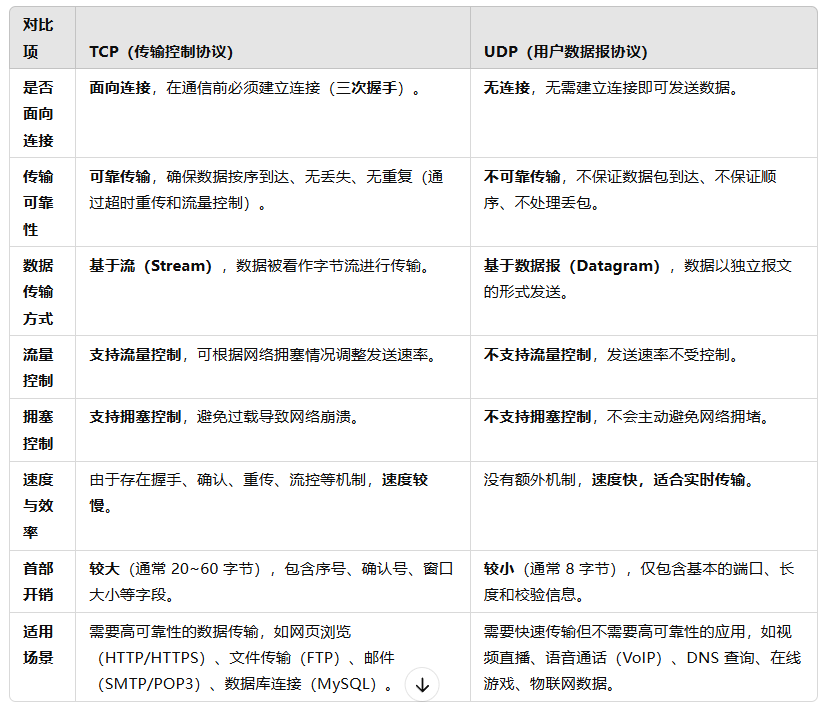 对比
项
TCP（传输控制协议）
UDP（用户数据报协议）
是否
面向
连接
面向连接，在通信前必须建立连接（三次握手）。
无连接，无需建立连接即可发送数据。
传输
可靠
性
可靠传输，确保数据按序到达、无丢失、无重复（通
过超时重传和流量控制）。
不可靠传输，不保证数据包到达、不保证顺
序、不处理丢包。
数据
传输
方式
基于流（Stream），数据被看作字节流进行传输。
基于数据报（Datagram），数据以独立报文
的形式发送。
流量
控制
支持流量控制，可根据网络拥塞情况调整发送速率。
不支持流量控制，发送速率不受控制。
拥塞
控制
支持拥塞控制，避免过载导致网络崩溃。
不支持拥塞控制，不会主动避免网络拥堵。
速度
与效
率
由于存在握手、确认、重传、流控等机制，速度较
慢。
没有额外机制，速度快，适合实时传输。
首部
开销
较大（通常 20~60 字节），包含序号、确认号、窗口
大小等字段。
较小（通常 8 字节），仅包含基本的端口、长
度和校验信息。
适用
场景
需要高可靠性的数据传输，如网页浏览
（HTTP/HTTPS）、文件传输（FTP）、邮件
（SMTP/POP3）、数据库连接（MySQL）。
需要快速传输但不需要高可靠性的应用，如视
频直播、语音通话（VoIP）、DNS 查询、在线
游戏、物联网数据。